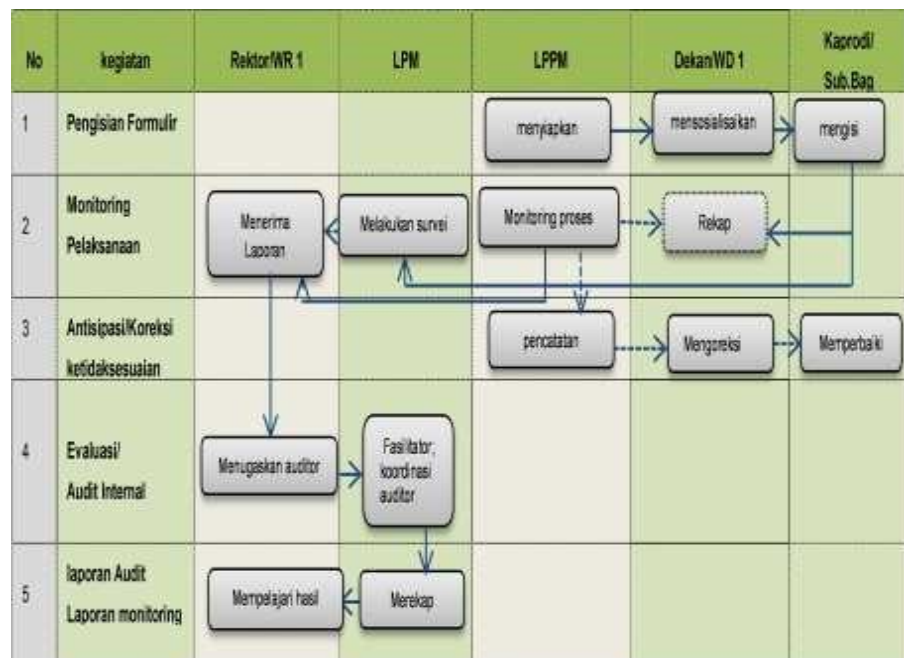 No
kegiatan
Rektor/WR 1
LPM
LPPM
Dekan/WD 1
Kaprodi/
Sub.Bag
1
Pengisian Formulir
menyiapkan
mensosialisaikan
mengisi
2
Monitoring
Pelaksanaan
Menerima
Laporan
Melakukan survei
Monitoring proses
Rekap
3
Antisipasi/Koreksi
ketidaksesuaian
pencatatan
Mengoreksi
Memperbaiki
4
Evaluasi/
Audit Internal
Menugaskan auditor
Fasilitator;
koordinasi
auditor
5
laporan Audit
Laporan monitoring
Mempelajari hasil
Merekap